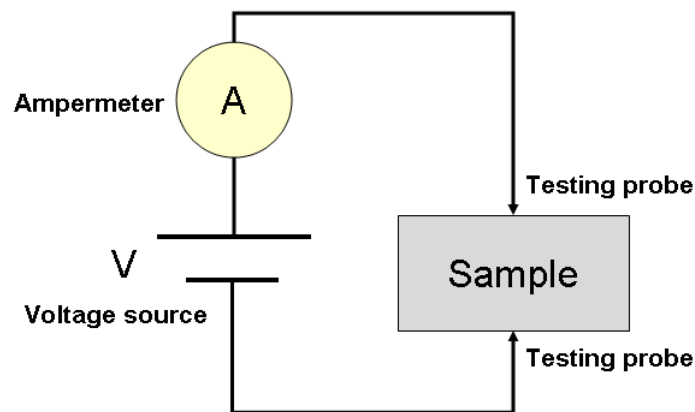 Ampermeter
A
Testing probe
V
Sample
Voltage source
Testing probe